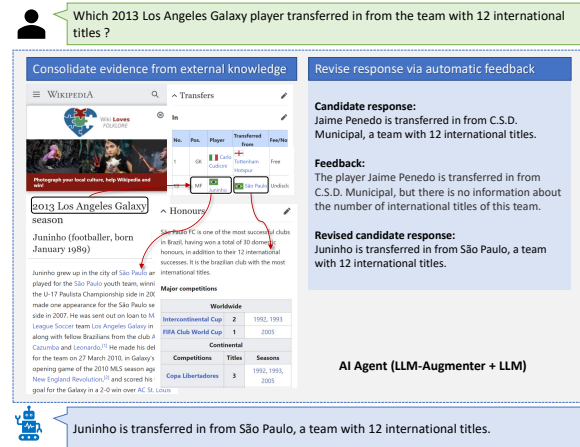 Which 2013 Los Angeles Galaxy player transferred in from the team with 12 international
titles ?
Consolidate evidence from external knowledge
WIKIPEDIA
Wiki Loves
FOLKLORE
Photograph your local culture, help Wikipedia and
win!
2013 Los Angeles Galaxy
season
Juninho (footballer, born
January 1989)
Juninho grew up in the city of São Paulo an
played for the São Paulo youth team, winni
the U-17 Paulista Championship side in 200
made one appearance for the São Paulo se
side in 2007. He was sent out on loan to M
League Soccer team Los Angeles Galaxy in
along with fellow Brazilians from the club A
Cazumba and Leonardo,[1] He made his del
for the team on 27 March 2010, in Galaxy's
opening game of the 2010 MLS season aga
New England Revolution,[2] and scored his
goal for the Galaxy in a 2-0 win over AC St. Louis
Transfers
In
No. Pos. Player Transferred from Fee/No
1 GK Carlo Cudicini Tottenham Hotspur Free
19 MF Juninho São Paulo Undisclo
Honours
São Paulo FC is one of the most successful clubs
in Brazil, having won a total of 30 domestic
honours, in addition to their 12 international
successes. It is the brazilian club with the most
international titles.
Major competitions
Worldwide
Intercontinental Cup 2 1992, 1993
FIFA Club World Cup 1 2005
Continental
Competitions Titles Seasons
Copa Libertadores 3 1992, 1993,
2005
Revise response via automatic feedback
Candidate response:
Jaime Penedo is transferred in from C.S.D.
Municipal, a team with 12 international titles.
Feedback:
The player Jaime Penedo is transferred in from
C.S.D. Municipal, but there is no information about
the number of international titles of this team.
Revised candidate response:
Juninho is transferred in from São Paulo, a team
with 12 international titles.
AI Agent (LLM-Augmenter + LLM)
Juninho is transferred in from São Paulo, a team with 12 international titles.